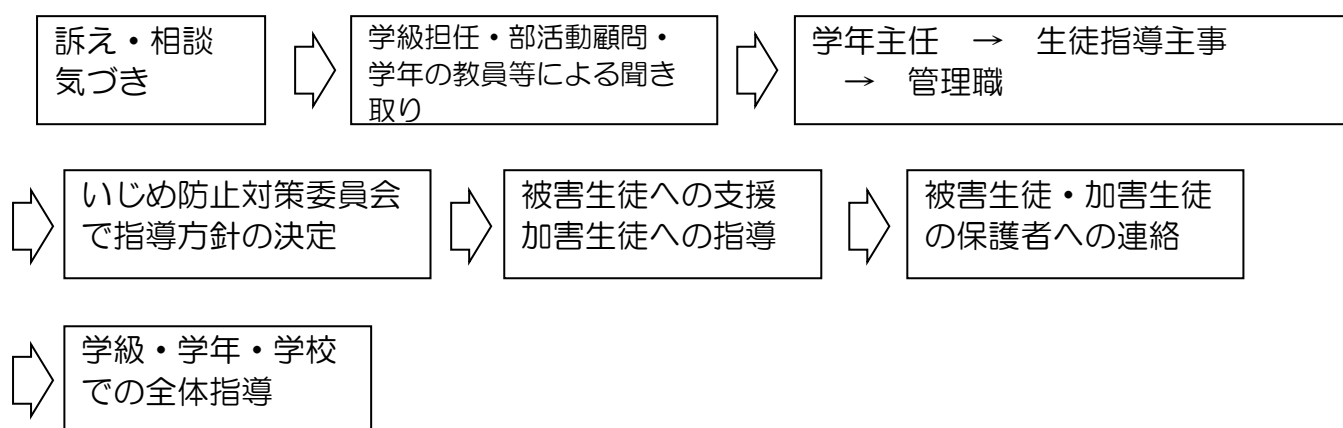 訴え・相談
気づき
学級担任・部活動顧問・
学年の教員等による聞き
取り
学年主任　→　生徒指導主事
→　管理職
いじめ防止対策委員会
で指導方針の決定
被害生徒への支援
加害生徒への指導
被害生徒・加害生徒
の保護者への連絡
学級・学年・学校
での全体指導